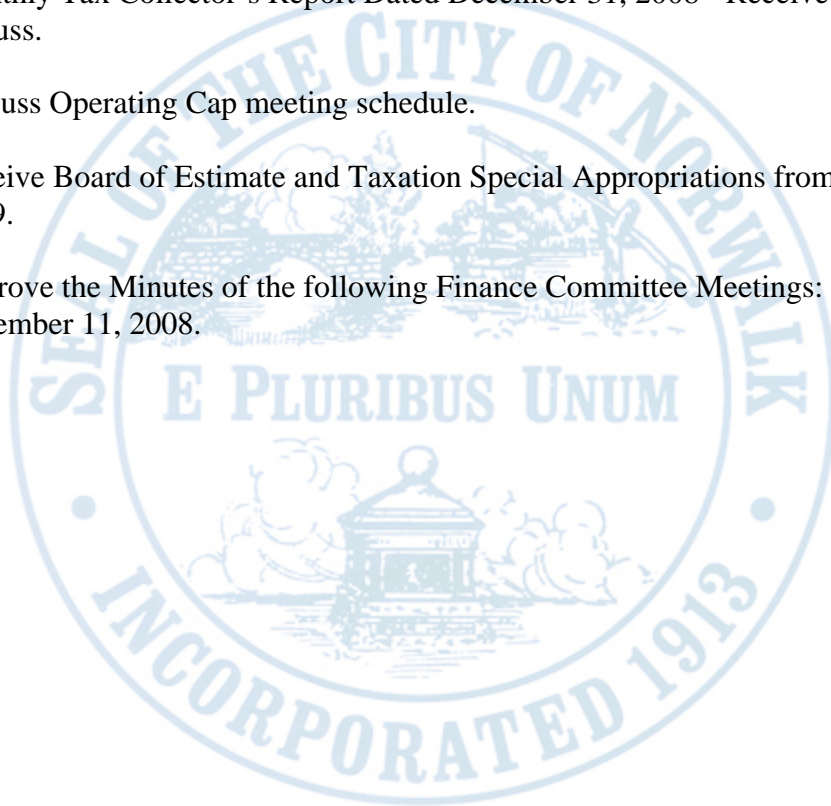 Tax Collector's Report Dated December 31, 2008 Receive
uss.
uss Operating Cap meeting schedule.
eive Board of Estimate and Taxation Special Appropriations from
9.
rove the Minutes of the following Finance Committee Meetings:
ember 11, 2008.
SEAL OF THE CITY OF NORWALK
E PLURIBUS UNUM
INCORPORATED 1913